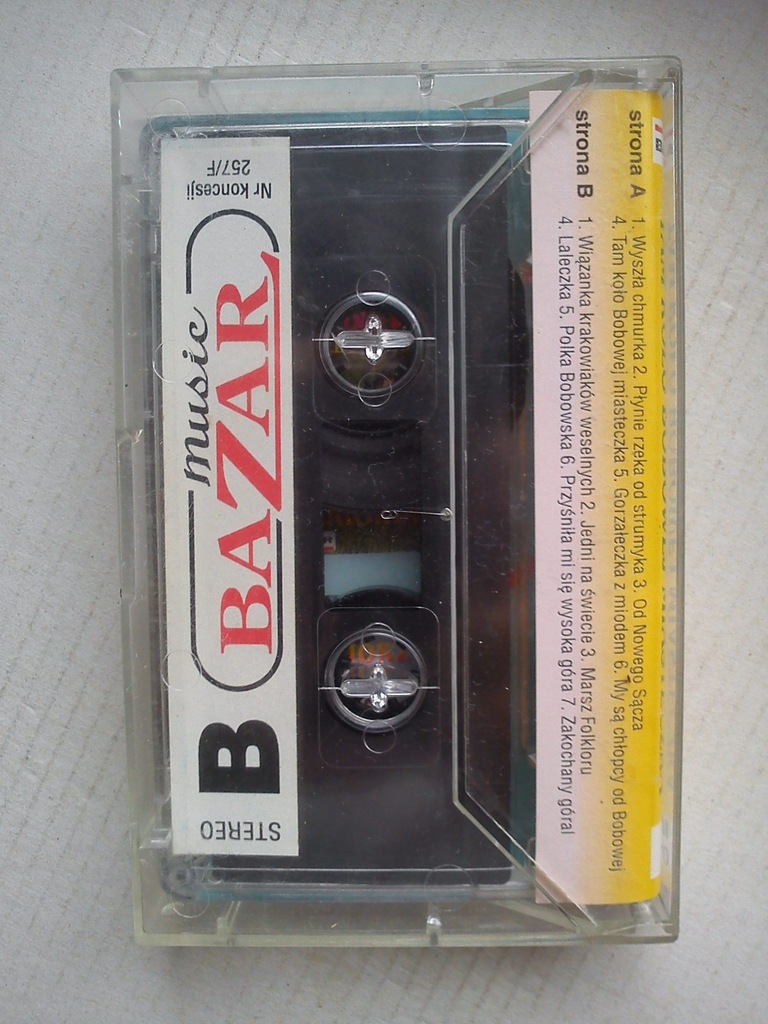 strona A
1. Wyszła chmurka 2. Płynie rzeka od strumyka 3. Od Nowego Sącza
4. Tam koło Bobowej miasteczka 5. Gorzałeczka z miodem 6. My są chłopcy od Bobowej
strona B
1. Wiązanka krakowiaków weselnych 2. Jedni na świecie 3. Marsz Folkloru
4. Laleczka 5. Polka Bobowska 6. Przyśniła mi się wysoka góra 7. Zakochany góral
STEREO
B
music
BAZAR
Nr koncesji
257/F